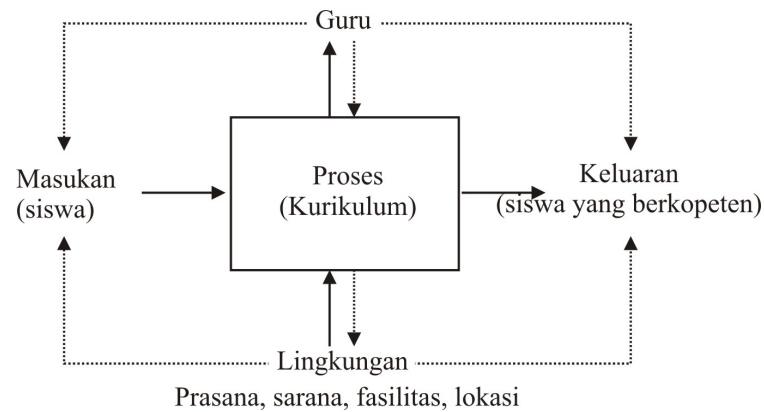 Guru
Masukan
(siswa)
Proses
(Kurikulum)
Keluaran
(siswa yang berkopeten)
Lingkungan
Prasana, sarana, fasilitas, lokasi